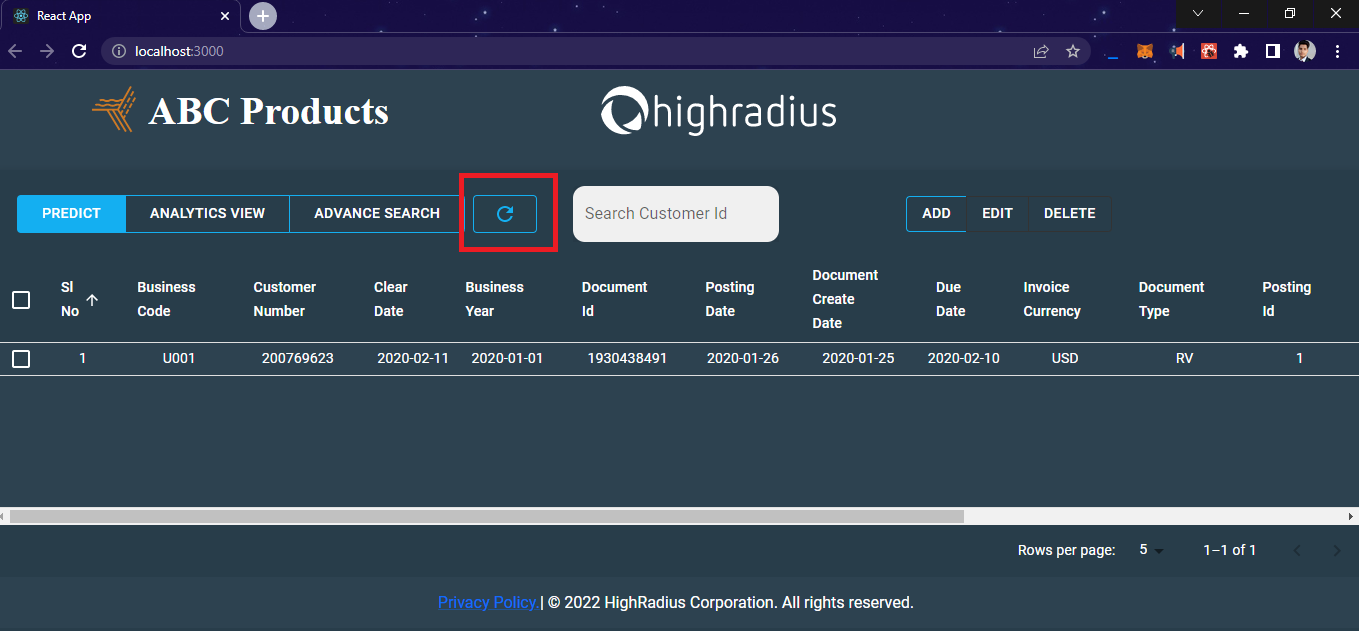 React App
localhost:3000
ABC Products
highradius
PREDICT ANALYTICS VIEW ADVANCE SEARCH Search Customer Id ADD EDIT DELETE
Sl No Business Code Customer Number Clear Date Business Year Document Id Posting Date Document Create Date Due Date Invoice Currency Document Type Posting Id
1 U001 200769623 2020-02-11 2020-01-01 1930438491 2020-01-26 2020-01-25 2020-02-10 USD RV 1
Rows per page: 5 1–1 of 1
Privacy Policy | © 2022 HighRadius Corporation. All rights reserved.